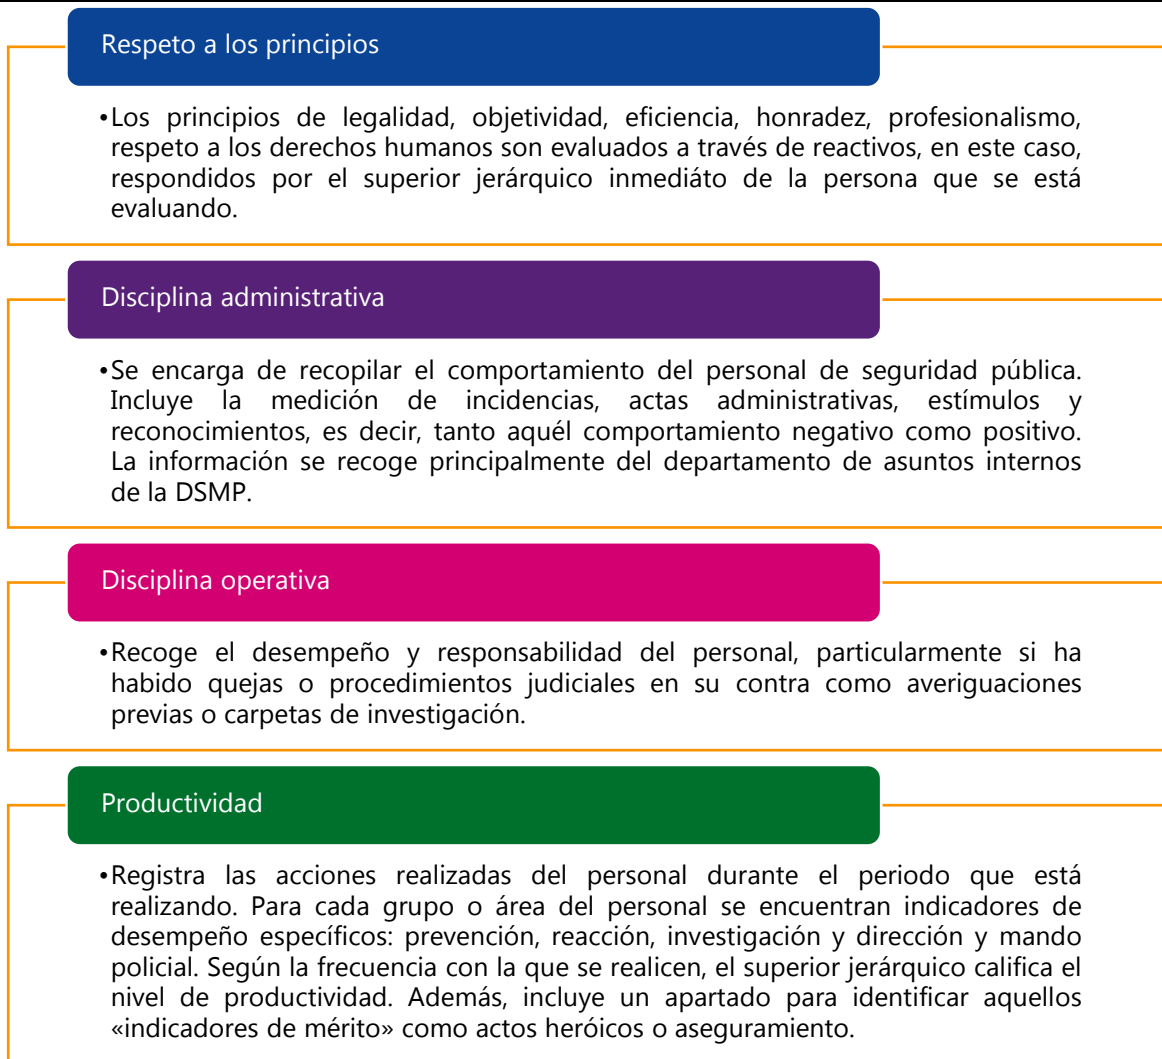 Respeto a los principios
•Los principios de legalidad, objetividad, eficiencia, honradez, profesionalismo,
respeto a los derechos humanos son evaluados a través de reactivos, en este caso,
respondidos por el superior jerárquico inmediáto de la persona que se está
evaluando.
Disciplina administrativa
•Se encarga de recopilar el comportamiento del personal de seguridad pública.
Incluye la medición de incidencias, actas administrativas, estímulos y
reconocimientos, es decir, tanto aquél comportamiento negativo como positivo.
La información se recoge principalmente del departamento de asuntos internos
de la DSMP.
Disciplina operativa
•Recoge el desempeño y responsabilidad del personal, particularmente si ha
habido quejas o procedimientos judiciales en su contra como averiguaciones
previas o carpetas de investigación.
Productividad
•Registra las acciones realizadas del personal durante el periodo que está
realizando. Para cada grupo o área del personal se encuentran indicadores de
desempeño específicos: prevención, reacción, investigación y dirección y mando
policial. Según la frecuencia con la que se realicen, el superior jerárquico califica el
nivel de productividad. Además, incluye un apartado para identificar aquellos
«indicadores de mérito» como actos heróicos o aseguramiento.